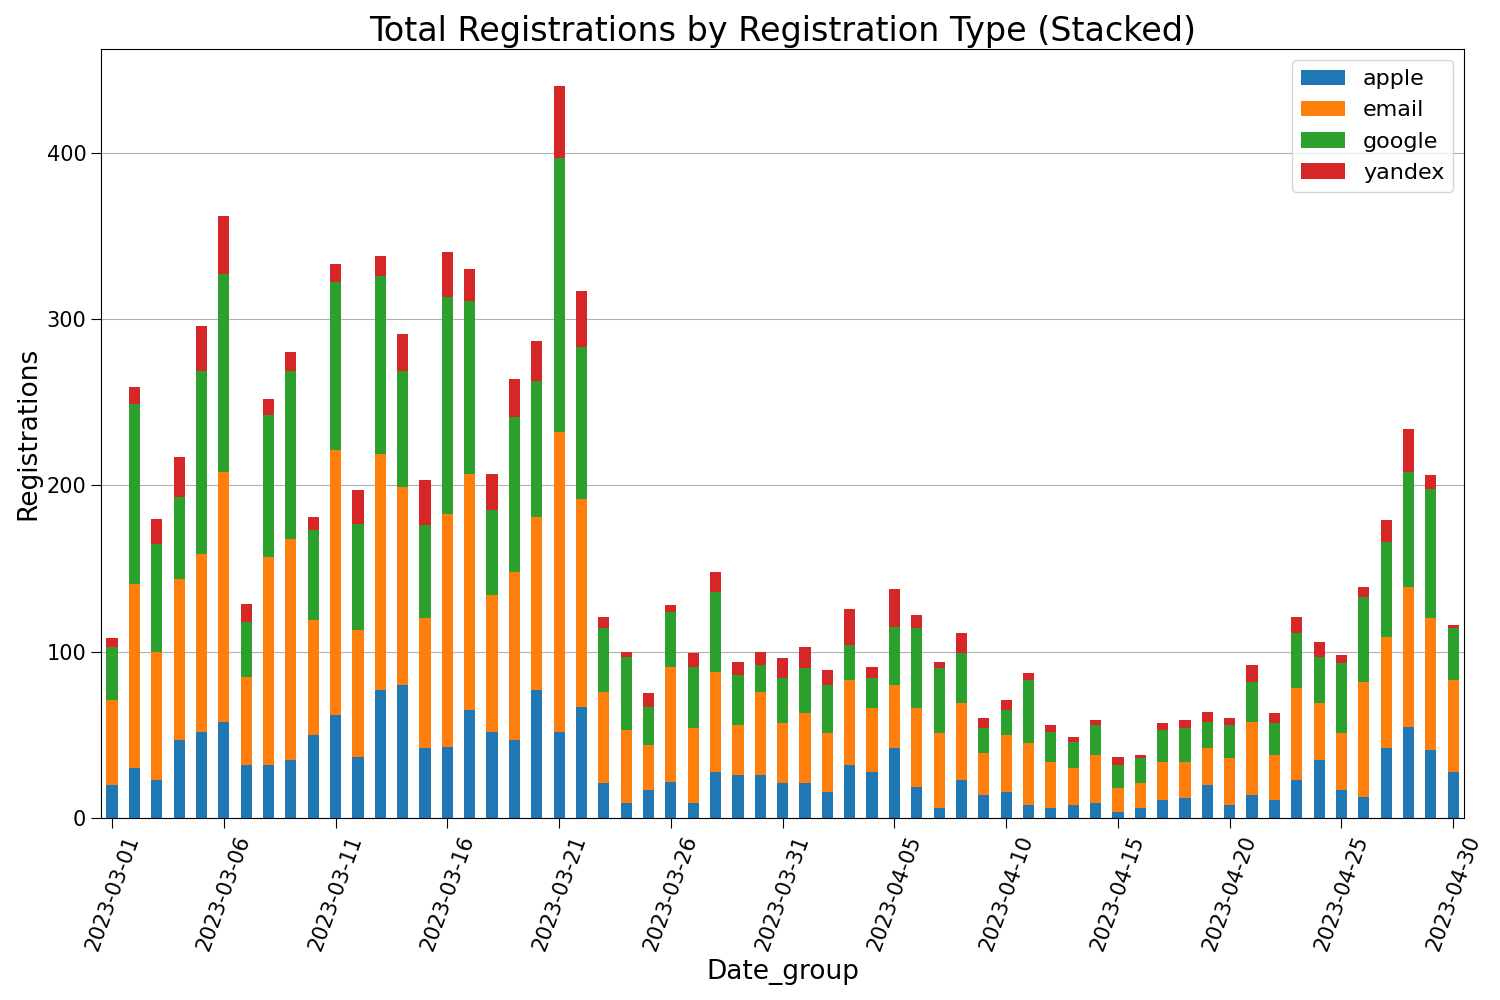 Total Registrations by Registration Type (Stacked)
apple
email
google
yandex
Registrations
400
300
200
100
0
2023-03-01
2023-03-06
2023-03-11
2023-03-16
2023-03-21
2023-03-26
2023-03-31
2023-04-05
2023-04-10
2023-04-15
2023-04-20
2023-04-25
2023-04-30
Date_group